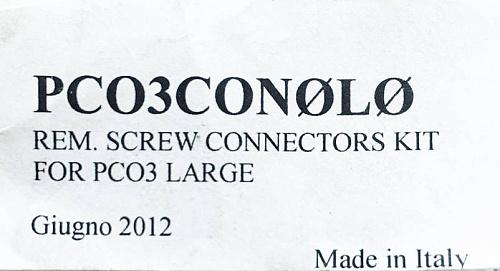 PCO3CONØLØ
REM. SCREW CONNECTORS KIT
FOR PCO3 LARGE
Giugno 2012
Made in Italy